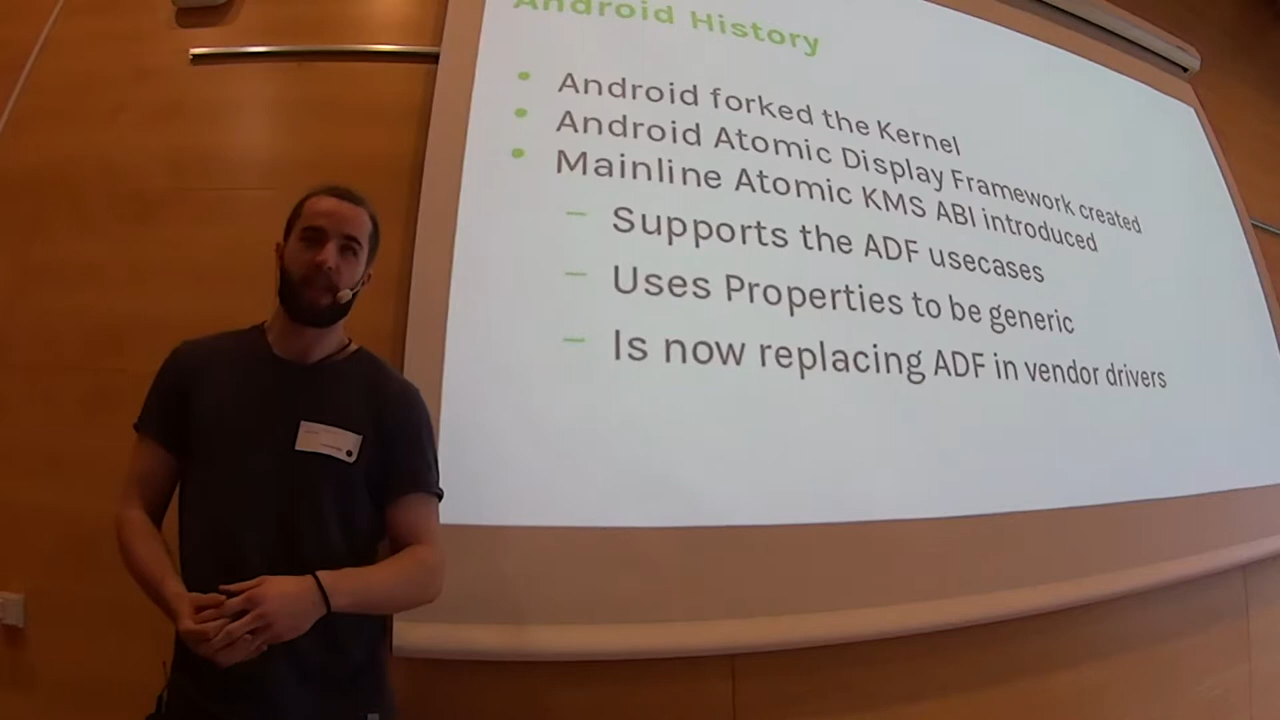 Android History
Android forked the Kernel
Android Atomic Display Framework created
Mainline Atomic KMS ABI introduced
Supports the ADF usecases
Uses Properties to be generic
Is now replacing ADF in vendor drivers